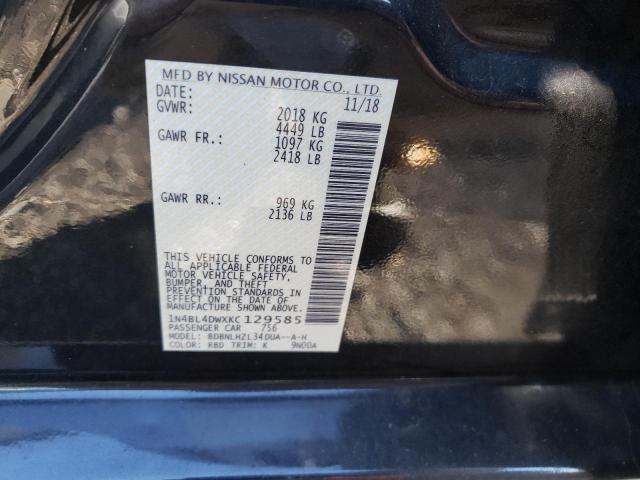 MFD BY NISSAN MOTOR CO., LTD.
DATE: 11/18
GVWR: 2018 KG
4449 LB
GAWR FR.: 1097 KG
2418 LB
GAWR RR.: 969 KG
2136 LB
THIS VEHICLE CONFORMS TO
ALL APPLICABLE FEDERAL
MOTOR VEHICLE SAFETY,
BUMPER, AND THEFT
PREVENTION STANDARDS IN
EFFECT ON THE DATE OF
MANUFACTURE SHOWN ABOVE.
1N4BL4DWXKC129585
PASSENGER CAR 756
MODEL: BDBNLHZL34DUA--A-H
COLOR: RBD TRIM: K 9N00A